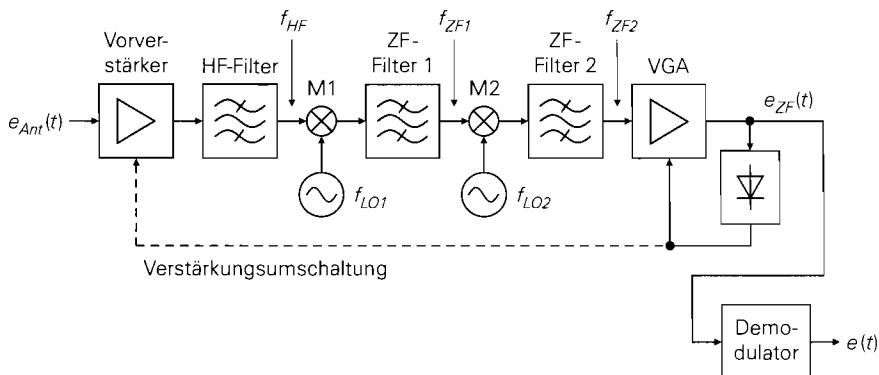 Vorver-
stärker
HF-Filter
f_HF
M1
ZF-
Filter 1
f_ZF1
M2
ZF-
Filter 2
f_ZF2
VGA
e_Ant(t)
e_ZF(t)
f_LO1
f_LO2
Verstärkungsumschaltung
Demo-
dulator
e(t)